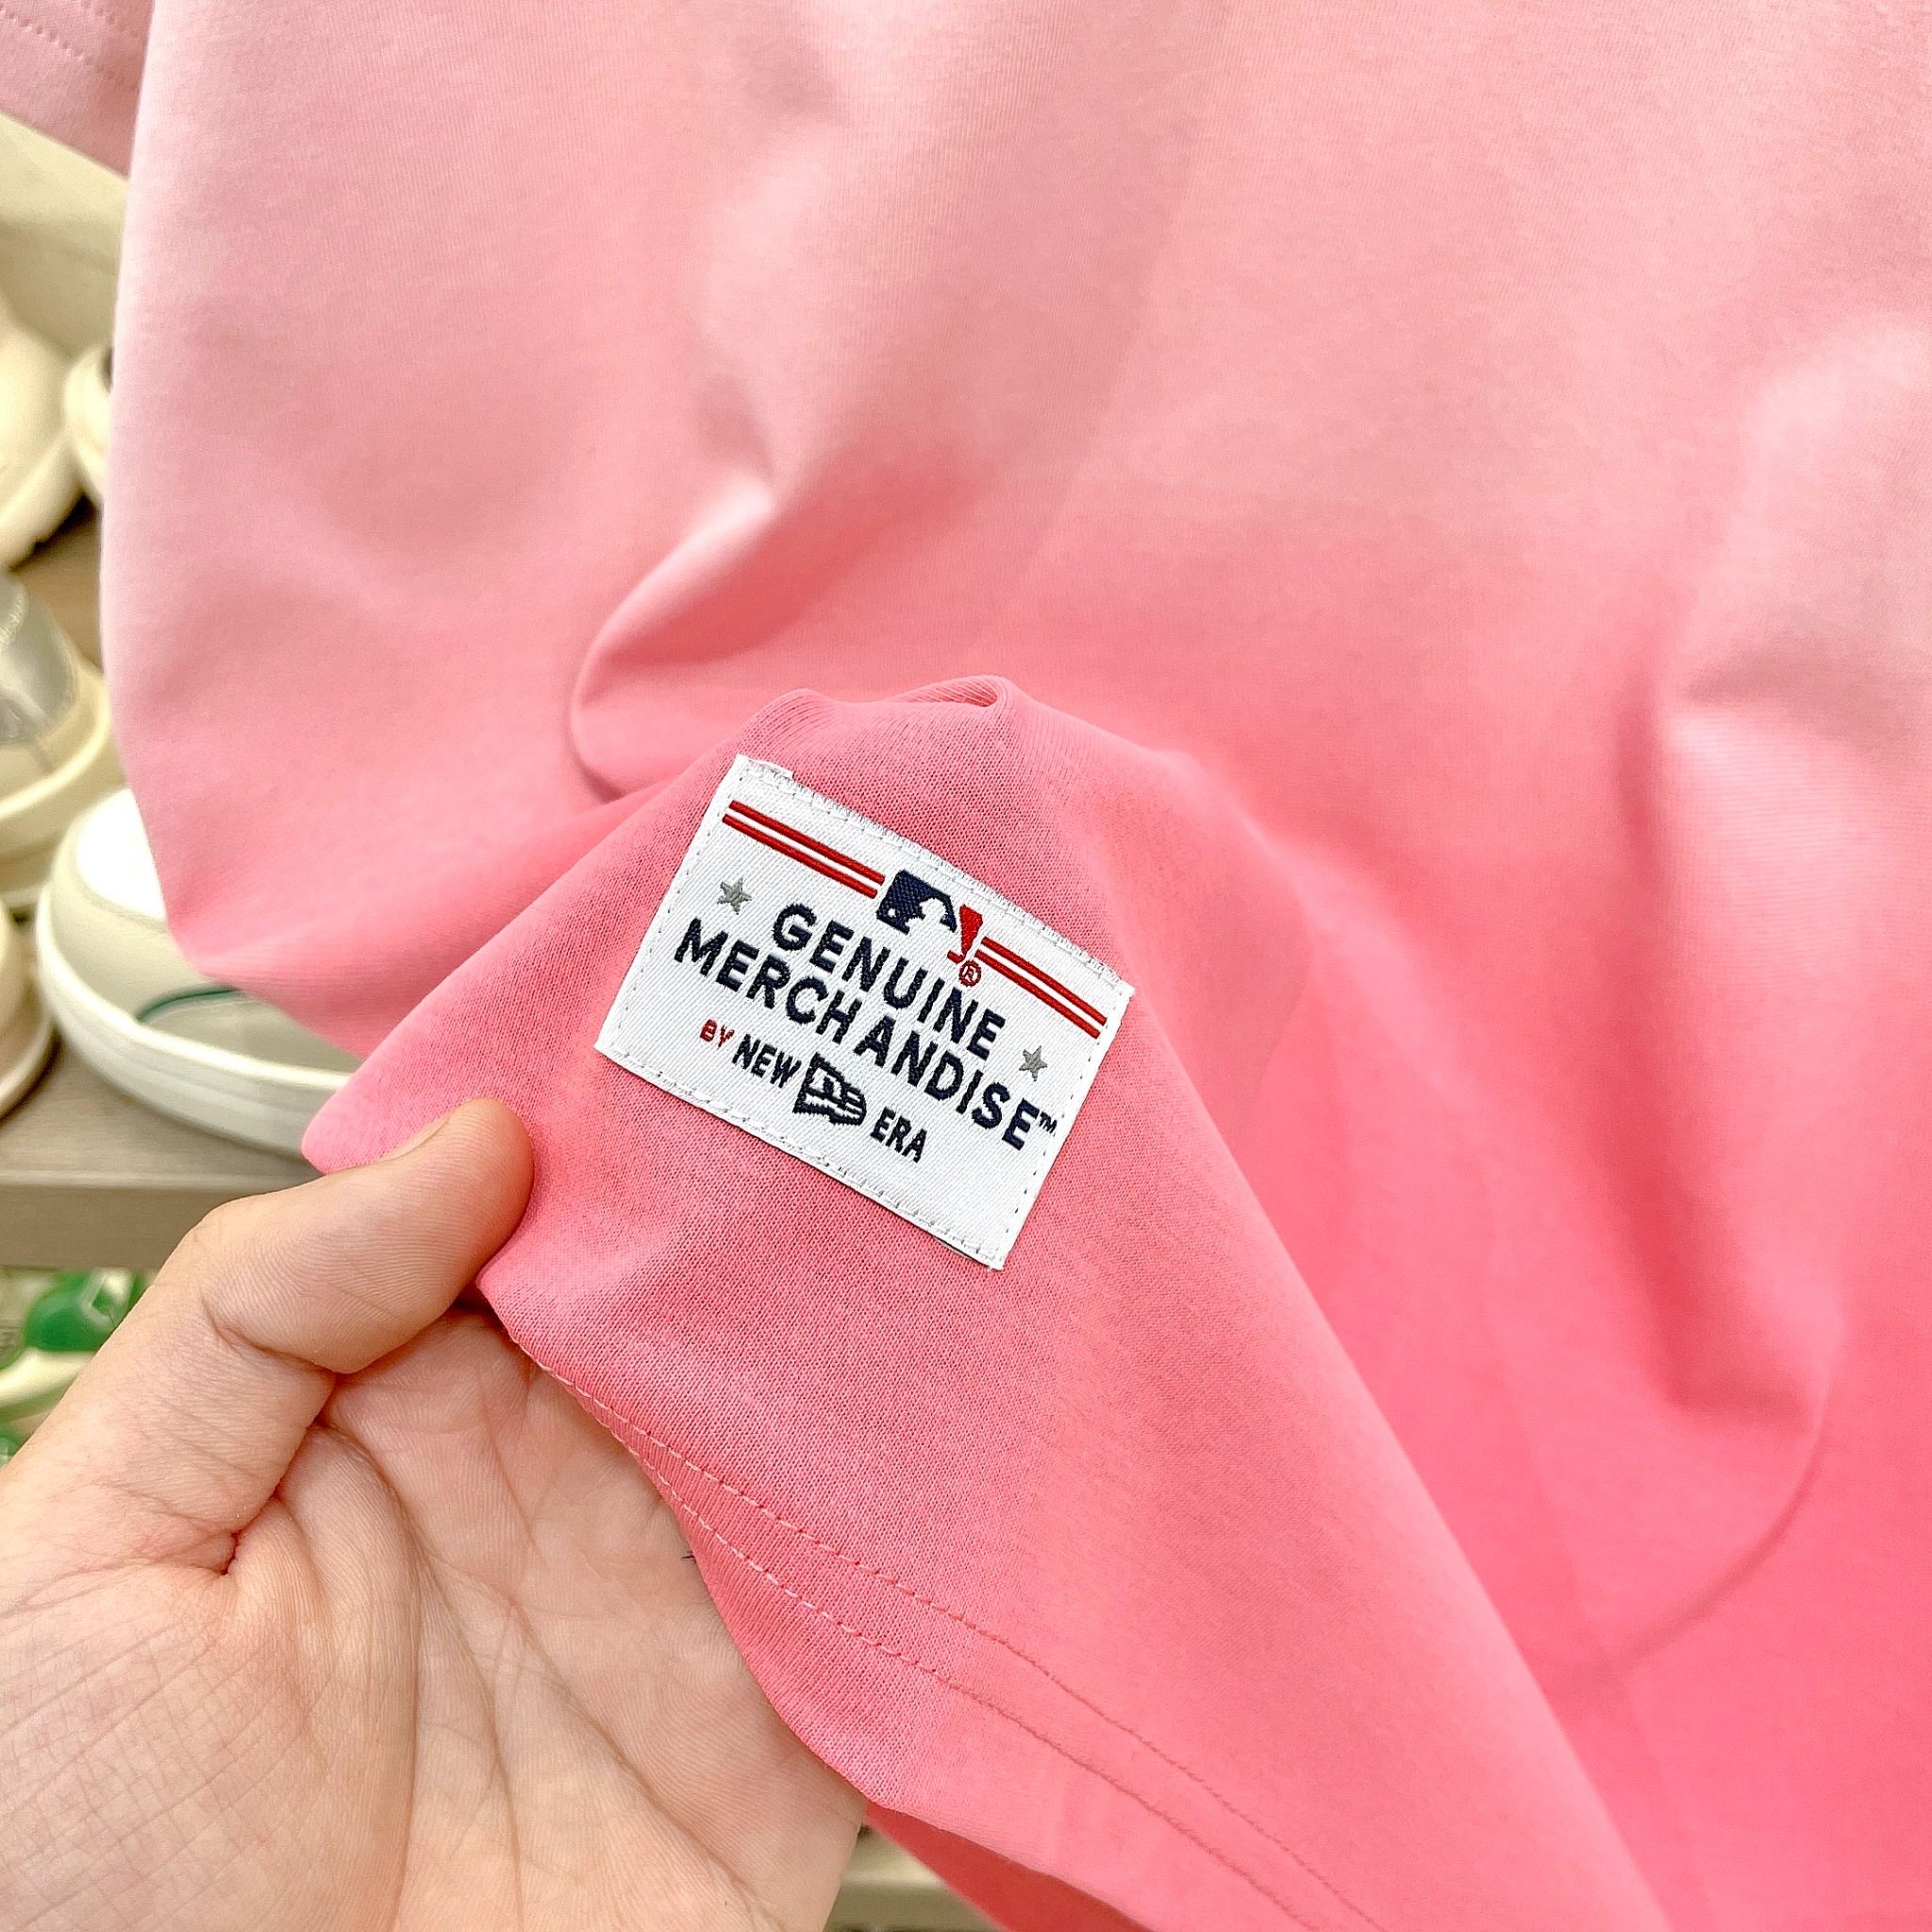 GENUINE
MERCHANDISE™
BY NEW ERA